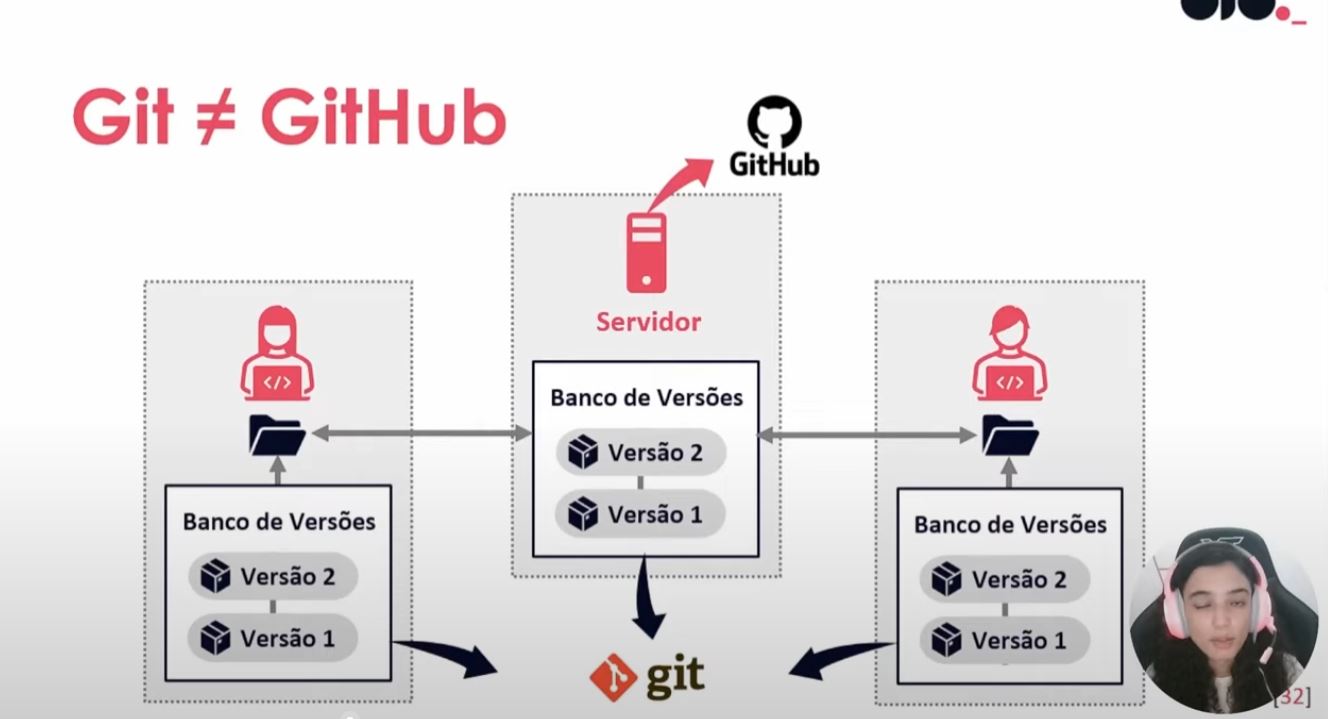 Git ≠ GitHub
GitHub
Servidor
Banco de Versões
Versão 2
Versão 1
</>
Banco de Versões
Versão 2
Versão 1
</>
Banco de Versões
Versão 2
Versão 1
git
[32]